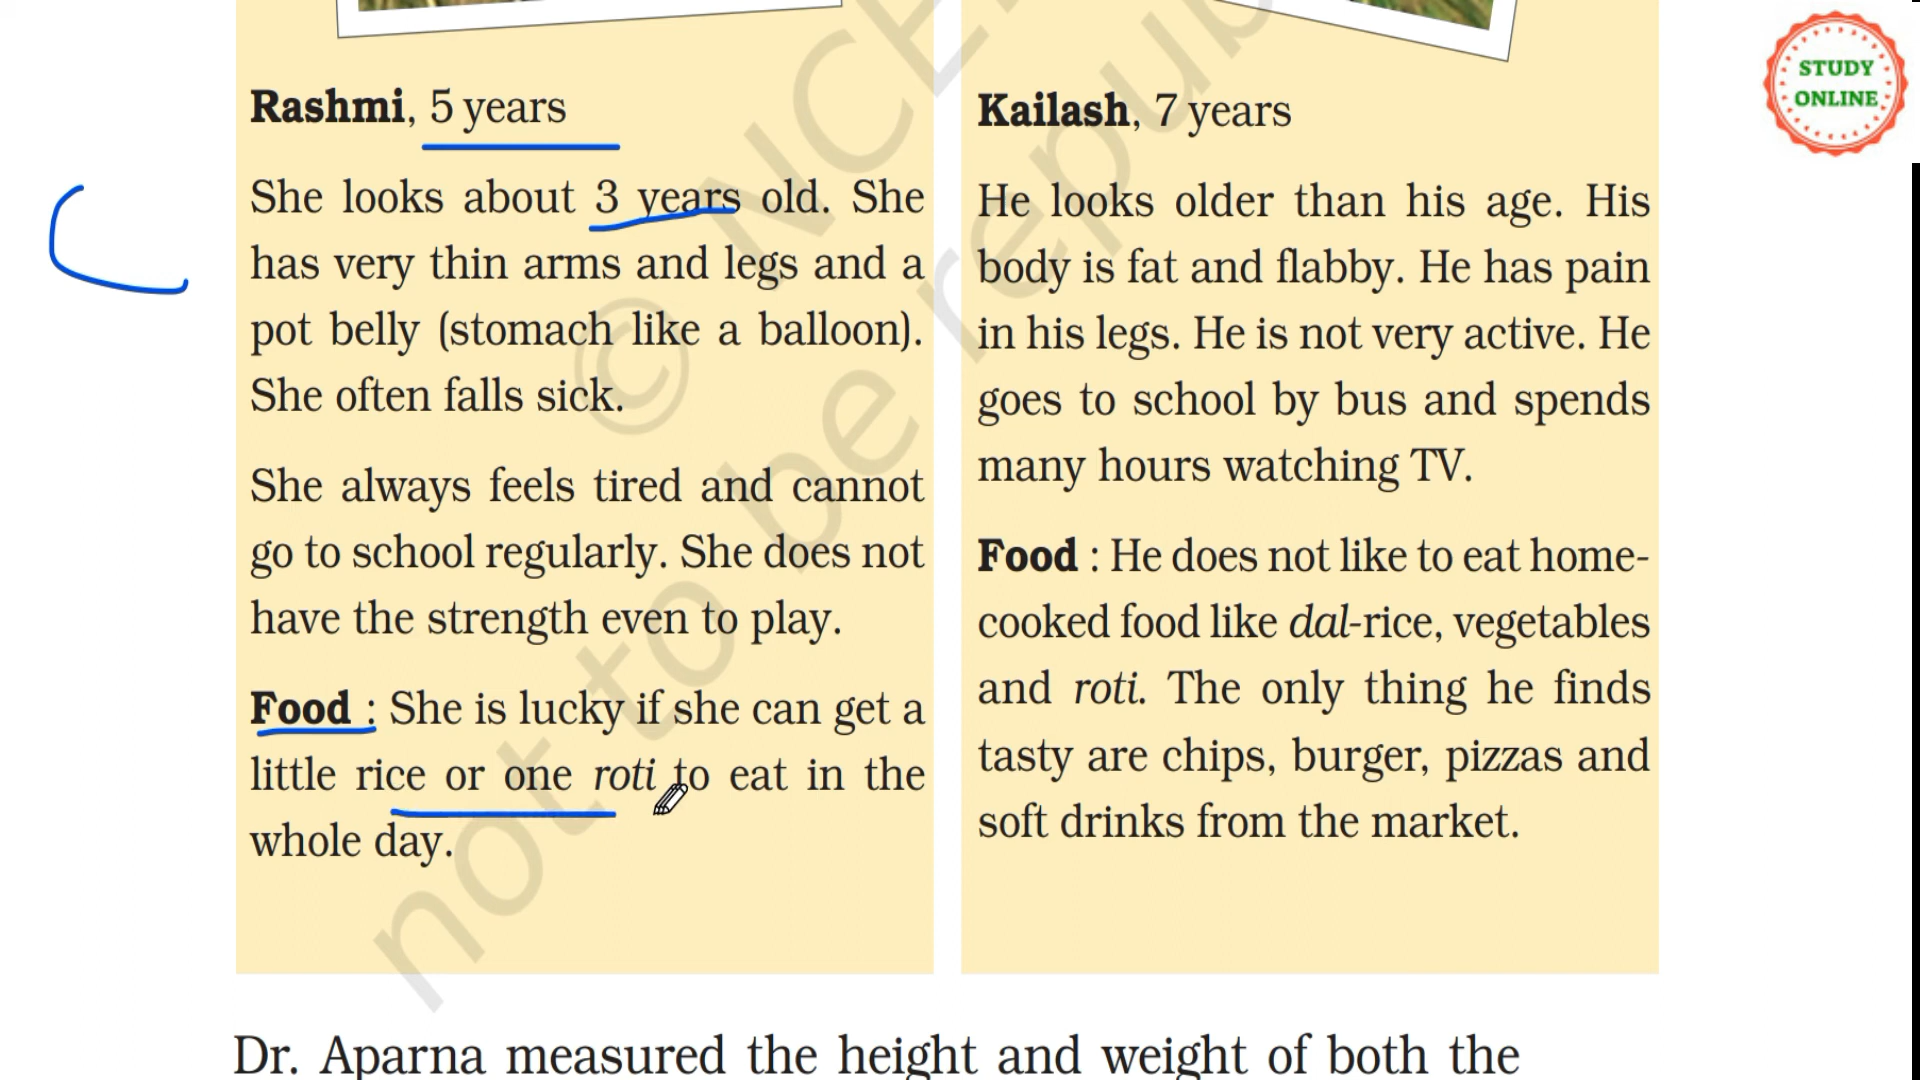 Rashmi, 5 years
She looks about 3 years old. She
has very thin arms and legs and a
pot belly (stomach like a balloon).
She often falls sick.
She always feels tired and cannot
go to school regularly. She does not
have the strength even to play.
Food : She is lucky if she can get a
little rice or one roti to eat in the
whole day.
Kailash, 7 years
He looks older than his age. His
body is fat and flabby. He has pain
in his legs. He is not very active. He
goes to school by bus and spends
many hours watching TV.
Food : He does not like to eat home-
cooked food like dal-rice, vegetables
and roti. The only thing he finds
tasty are chips, burger, pizzas and
soft drinks from the market.
Dr. Aparna measured the height and weight of both the
STUDY
ONLINE
© NCE
not to be repub